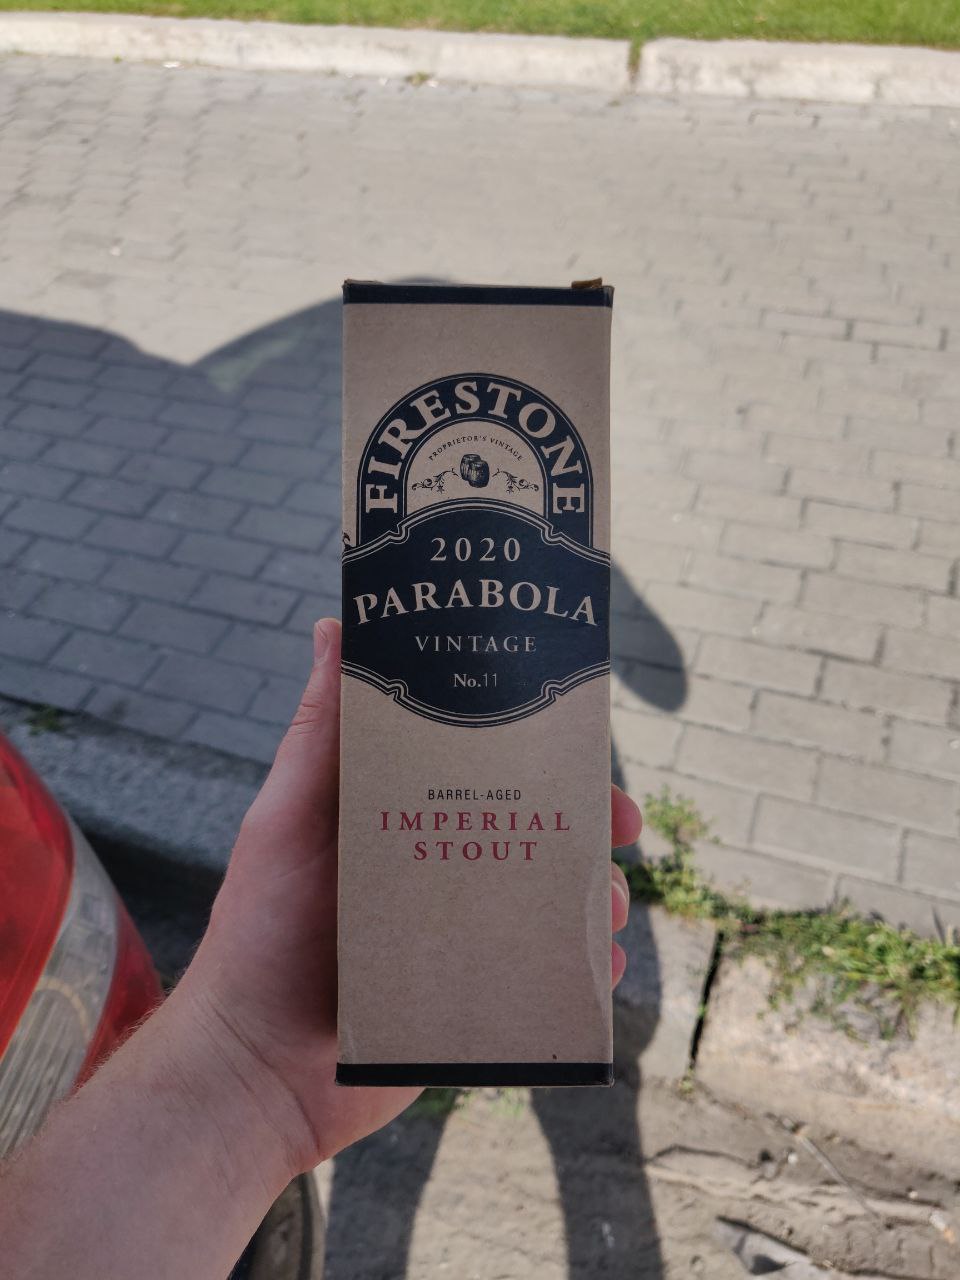 FIRESTONE
PROPRIETOR'S VINTAGE
2020
PARABOLA
VINTAGE
No.11
BARREL-AGED
IMPERIAL
STOUT